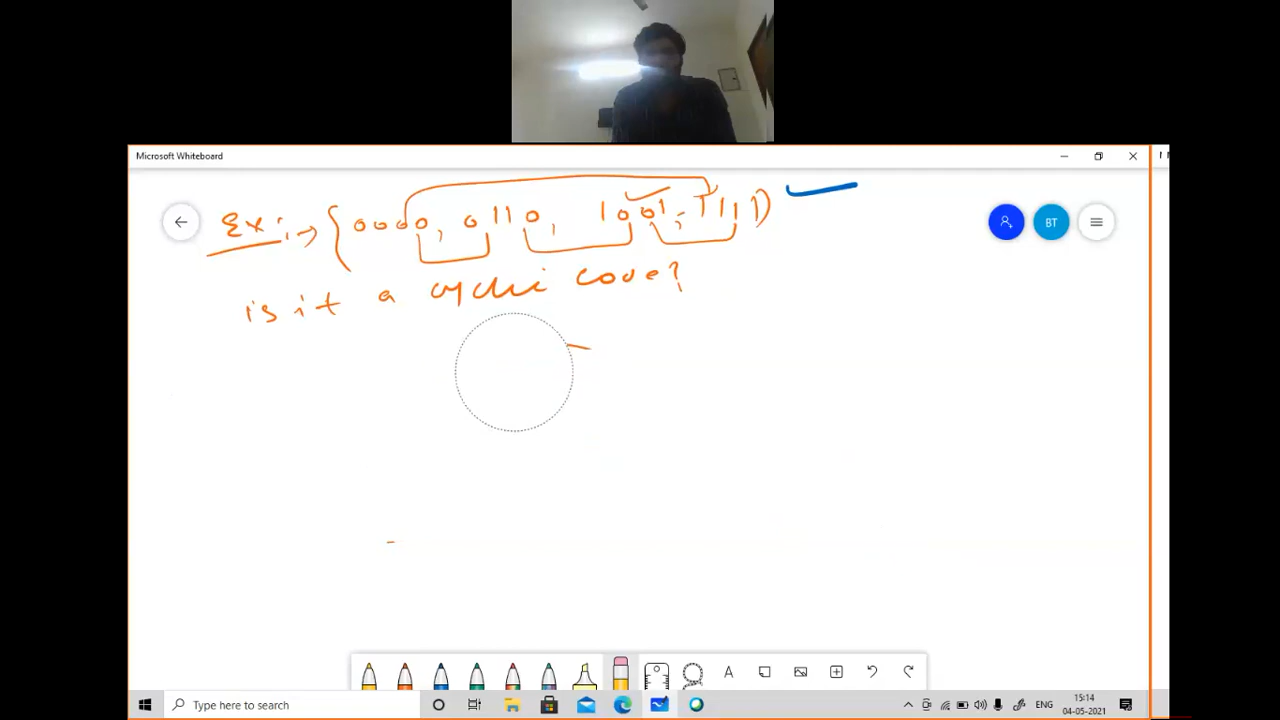 Microsoft Whiteboard
Ex:→ {0000, 0110, 1001, 1111}
is it a cyclic code?
BT
A
Type here to search
ENG
15:14
04-05-2021